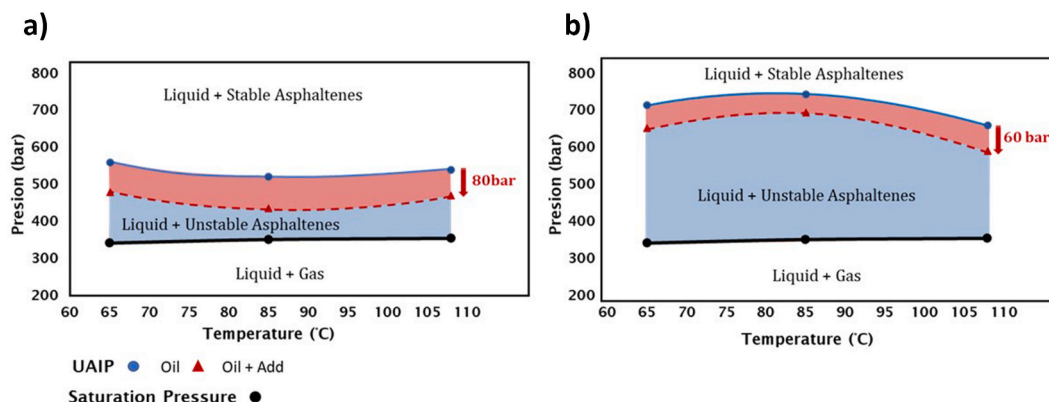 a)
Presion (bar)
800
700
600
500
400
300
200
Liquid + Stable Asphaltenes
80bar
Liquid + Unstable Asphaltenes
Liquid + Gas
60 65 70 75 80 85 90 95 100 105 110
Temperature (°C)
UAIP Oil Oil + Add
Saturation Pressure
b)
Presion (bar)
800
700
600
500
400
300
200
Liquid + Stable Asphaltenes
60 bar
Liquid + Unstable Asphaltenes
Liquid + Gas
60 65 70 75 80 85 90 95 100 105 110
Temperature (°C)